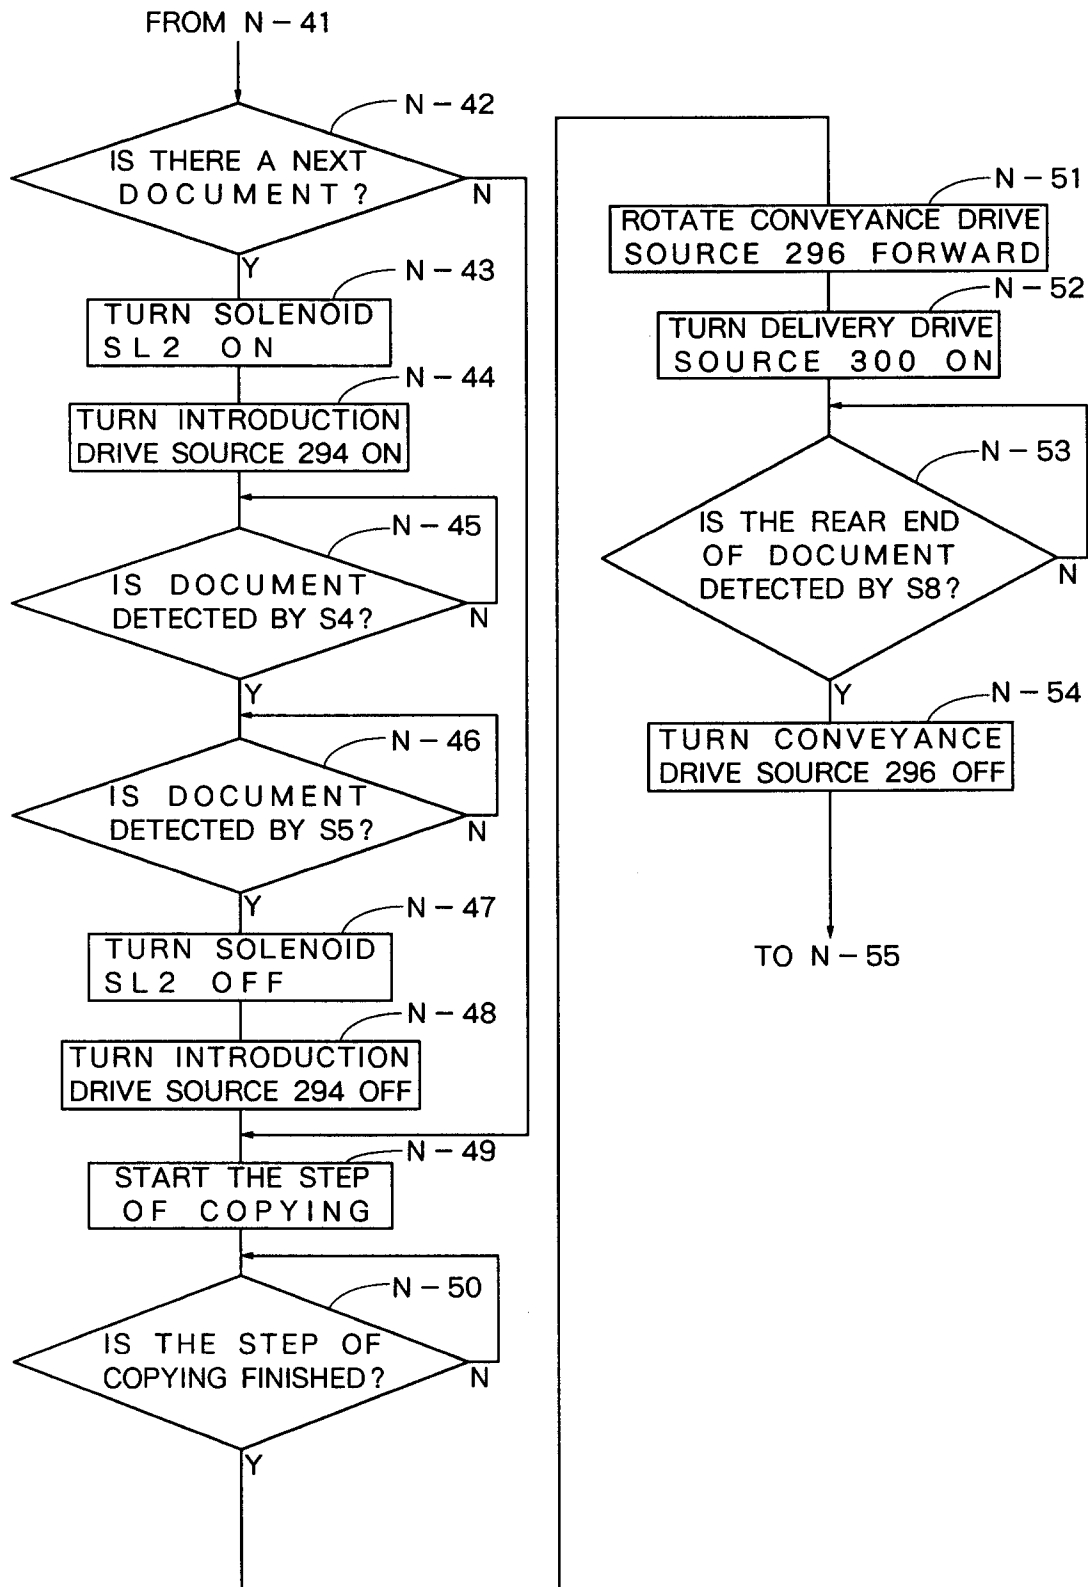 FROM N-41
N-42
IS THERE A NEXT
DOCUMENT?
N
Y
N-43
TURN SOLENOID
SL2 ON
N-44
TURN INTRODUCTION
DRIVE SOURCE 294 ON
N-45
IS DOCUMENT
DETECTED BY S4?
N
Y
N-46
IS DOCUMENT
DETECTED BY S5?
N
Y
N-47
TURN SOLENOID
SL2 OFF
N-48
TURN INTRODUCTION
DRIVE SOURCE 294 OFF
N-49
START THE STEP
OF COPYING
N-50
IS THE STEP OF
COPYING FINISHED?
N
Y
N-51
ROTATE CONVEYANCE DRIVE
SOURCE 296 FORWARD
N-52
TURN DELIVERY DRIVE
SOURCE 300 ON
N-53
IS THE REAR END
OF DOCUMENT
DETECTED BY S8?
N
Y
N-54
TURN CONVEYANCE
DRIVE SOURCE 296 OFF
TO N-55